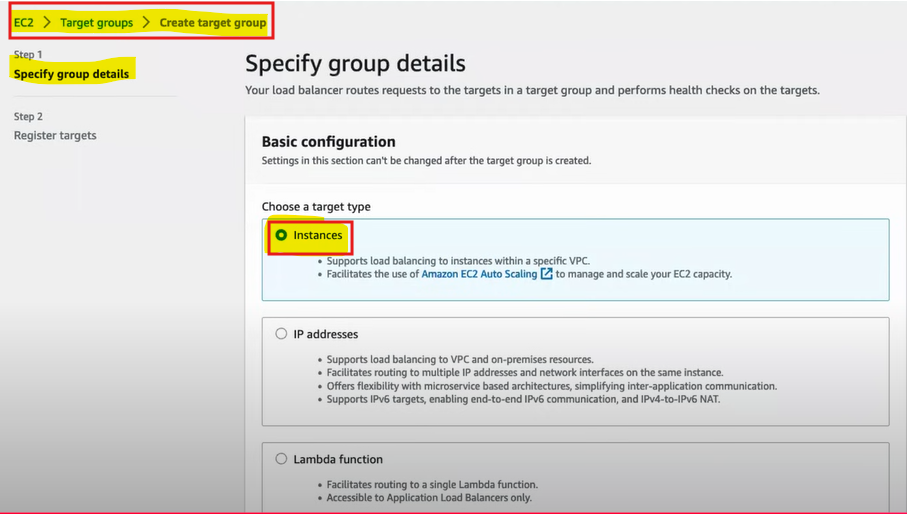 EC2 > Target groups > Create target group
Step 1
Specify group details
Step 2
Register targets
Specify group details
Your load balancer routes requests to the targets in a target group and performs health checks on the targets.
Basic configuration
Settings in this section can't be changed after the target group is created.
Choose a target type
Instances
• Supports load balancing to instances within a specific VPC.
• Facilitates the use of Amazon EC2 Auto Scaling to manage and scale your EC2 capacity.
IP addresses
• Supports load balancing to VPC and on-premises resources.
• Facilitates routing to multiple IP addresses and network interfaces on the same instance.
• Offers flexibility with microservice based architectures, simplifying inter-application communication.
• Supports IPv6 targets, enabling end-to-end IPv6 communication, and IPv4-to-IPv6 NAT.
Lambda function
• Facilitates routing to a single Lambda function.
• Accessible to Application Load Balancers only.